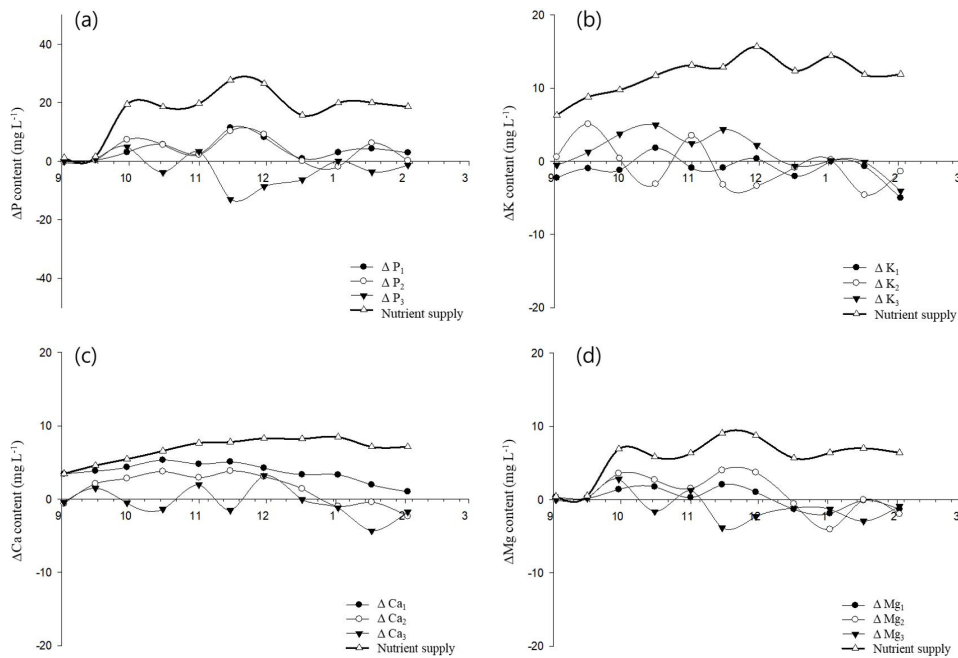 (a)
40
20
0
-20
-40
ΔP content (mg L⁻¹)
9 10 11 12 1 2 3
Δ P₁
Δ P₂
Δ P₃
Nutrient supply
(b)
20
10
0
-10
-20
ΔK content (mg L⁻¹)
9 10 11 12 1 2 3
Δ K₁
Δ K₂
Δ K₃
Nutrient supply
(c)
20
10
0
-10
-20
ΔCa content (mg L⁻¹)
9 10 11 12 1 2 3
Δ Ca₁
Δ Ca₂
Δ Ca₃
Nutrient supply
(d)
20
10
0
-10
-20
ΔMg content (mg L⁻¹)
9 10 11 12 1 2 3
Δ Mg₁
Δ Mg₂
Δ Mg₃
Nutrient supply